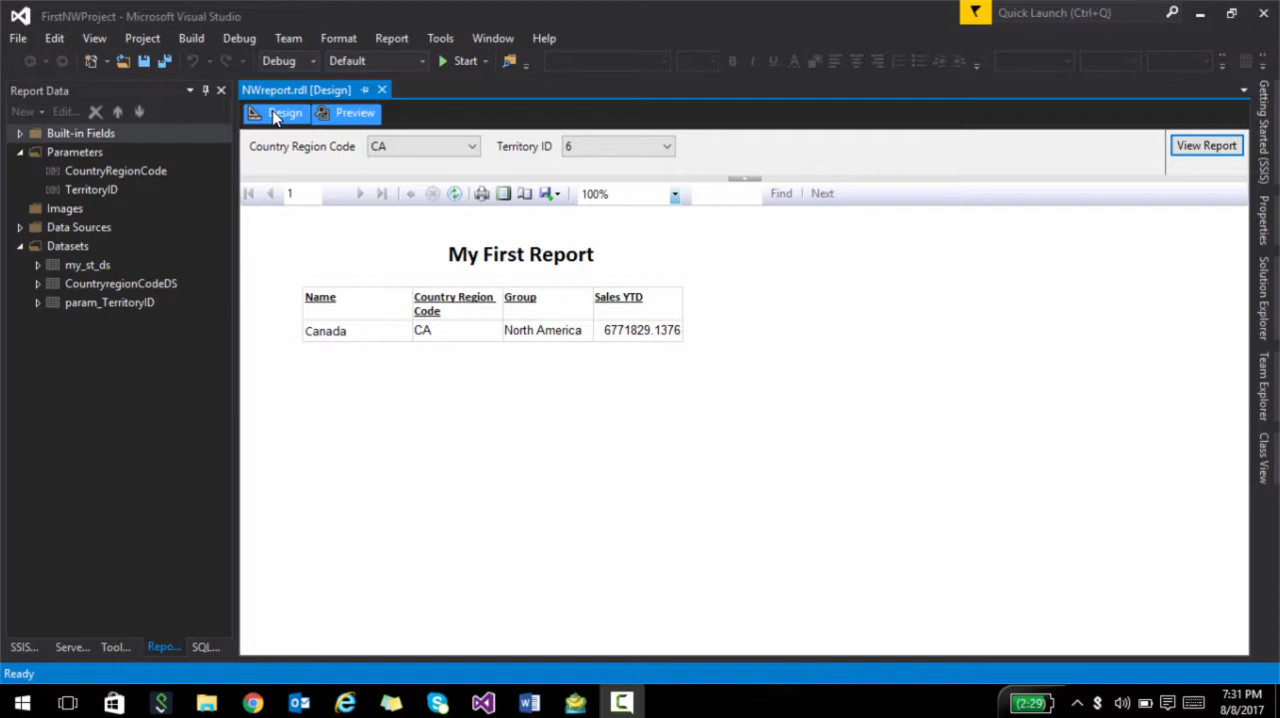 FirstNWProject - Microsoft Visual Studio
Quick Launch (Ctrl+Q)
File Edit View Project Build Debug Team Format Report Tools Window Help
Debug Default Start
Report Data
NWreport.rdl [Design]
New Edit...
Design Preview
Built-in Fields
Parameters
CountryRegionCode
TerritoryID
Images
Data Sources
Datasets
my_st_ds
CountryregionCodeDS
param_TerritoryID
Country Region Code CA Territory ID 6 View Report
1 100% Find | Next
My First Report
Name Country Region Group Sales YTD
Code
Canada CA North America 6771829.1376
Getting Started (SSIS)
Properties
Solution Explorer
Team Explorer
Class View
SSIS... Serve... Tool... Repo... SQL...
Ready
2:29
7:31 PM
8/8/2017